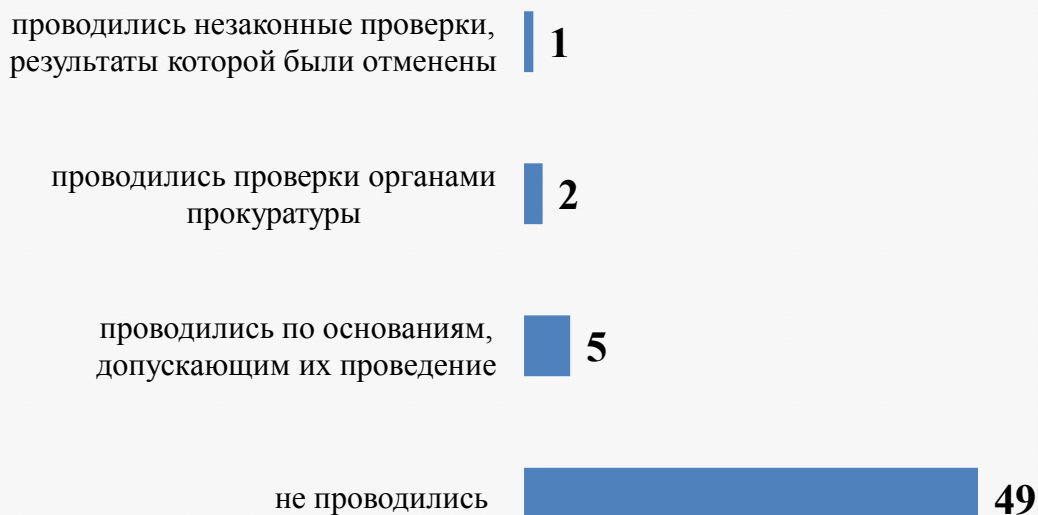 проводились незаконные проверки,
результаты которой были отменены
1
проводились проверки органами
прокуратуры
2
проводились по основаниям,
допускающим их проведение
5
не проводились
49